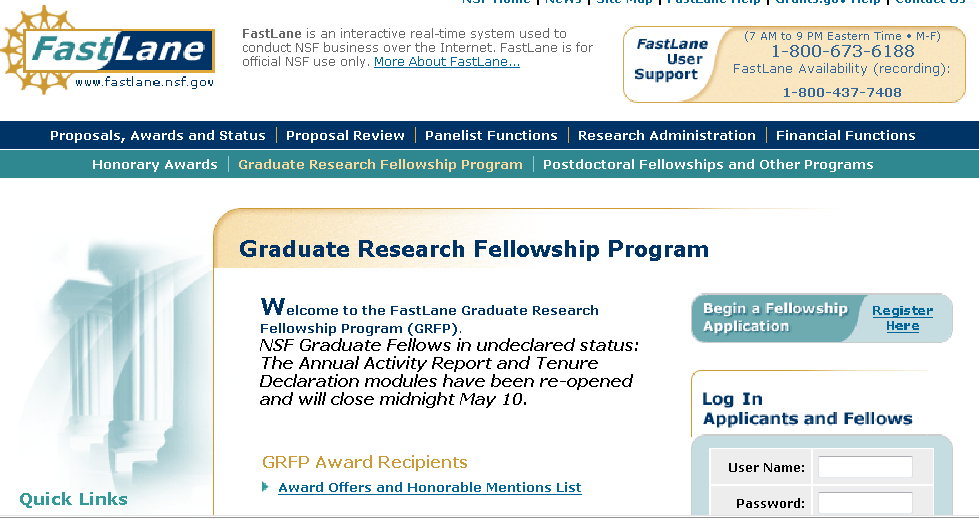 NSF Home | News | Site Map | FastLane Help | Grants.gov Help | Contact Us
FastLane
www.fastlane.nsf.gov
FastLane is an interactive real-time system used to
conduct NSF business over the Internet. FastLane is for
official NSF use only. More About FastLane...
FastLane
User
Support
(7 AM to 9 PM Eastern Time • M-F)
1-800-673-6188
FastLane Availability (recording):
1-800-437-7408
Proposals, Awards and Status | Proposal Review | Panelist Functions | Research Administration | Financial Functions
Honorary Awards | Graduate Research Fellowship Program | Postdoctoral Fellowships and Other Programs
Graduate Research Fellowship Program
Welcome to the FastLane Graduate Research
Fellowship Program (GRFP).
NSF Graduate Fellows in undeclared status:
The Annual Activity Report and Tenure
Declaration modules have been re-opened
and will close midnight May 10.
GRFP Award Recipients
Award Offers and Honorable Mentions List
Begin a Fellowship
Application
Register
Here
Log In
Applicants and Fellows
User Name:
Password:
Quick Links